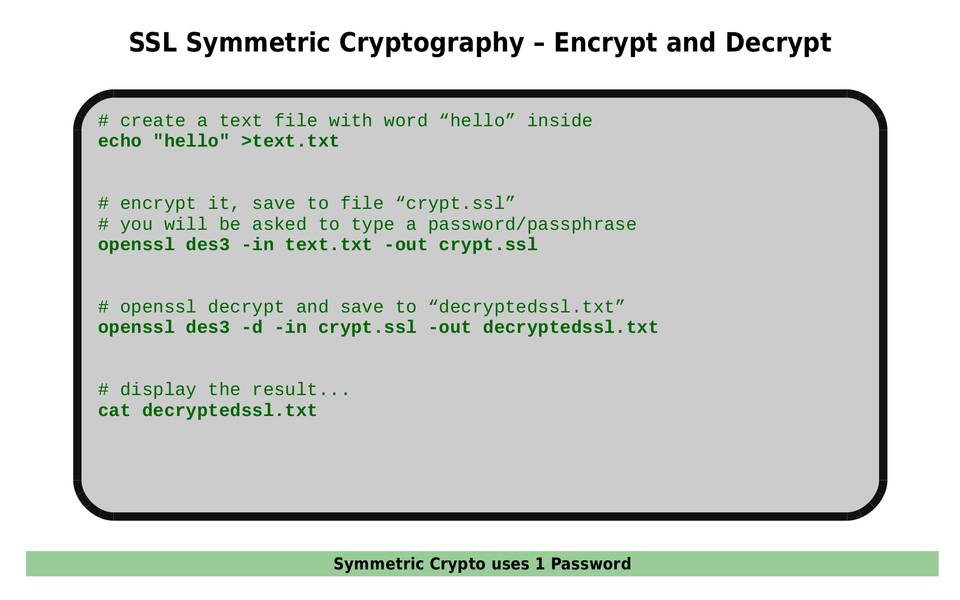 SSL Symmetric Cryptography – Encrypt and Decrypt
# create a text file with word “hello” inside
echo "hello" >text.txt
# encrypt it, save to file “crypt.ssl”
# you will be asked to type a password/passphrase
openssl des3 -in text.txt -out crypt.ssl
# openssl decrypt and save to “decryptedssl.txt”
openssl des3 -d -in crypt.ssl -out decryptedssl.txt
# display the result...
cat decryptedssl.txt
Symmetric Crypto uses 1 Password